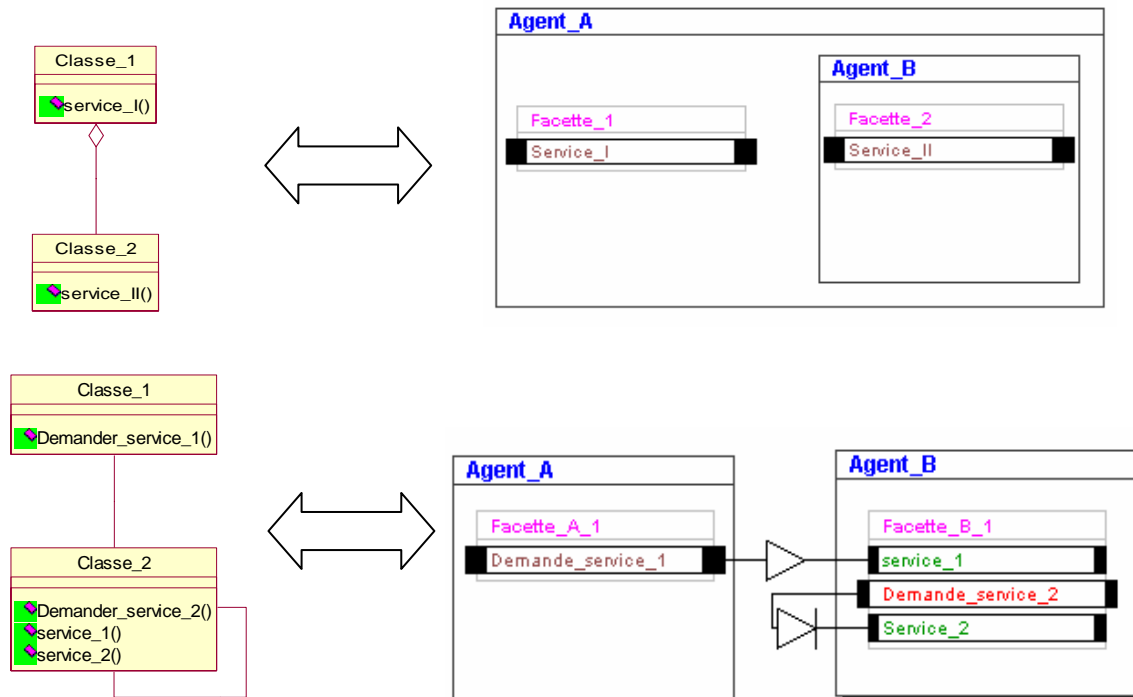 Classe_1
service_I()
Classe_2
service_II()
Agent_A
Agent_B
Facette_1
Service_I
Facette_2
Service_II
Classe_1
Demander_service_1()
Classe_2
Demander_service_2()
service_1()
service_2()
Agent_A
Facette_A_1
Demande_service_1
Agent_B
Facette_B_1
service_1
Demande_service_2
Service_2